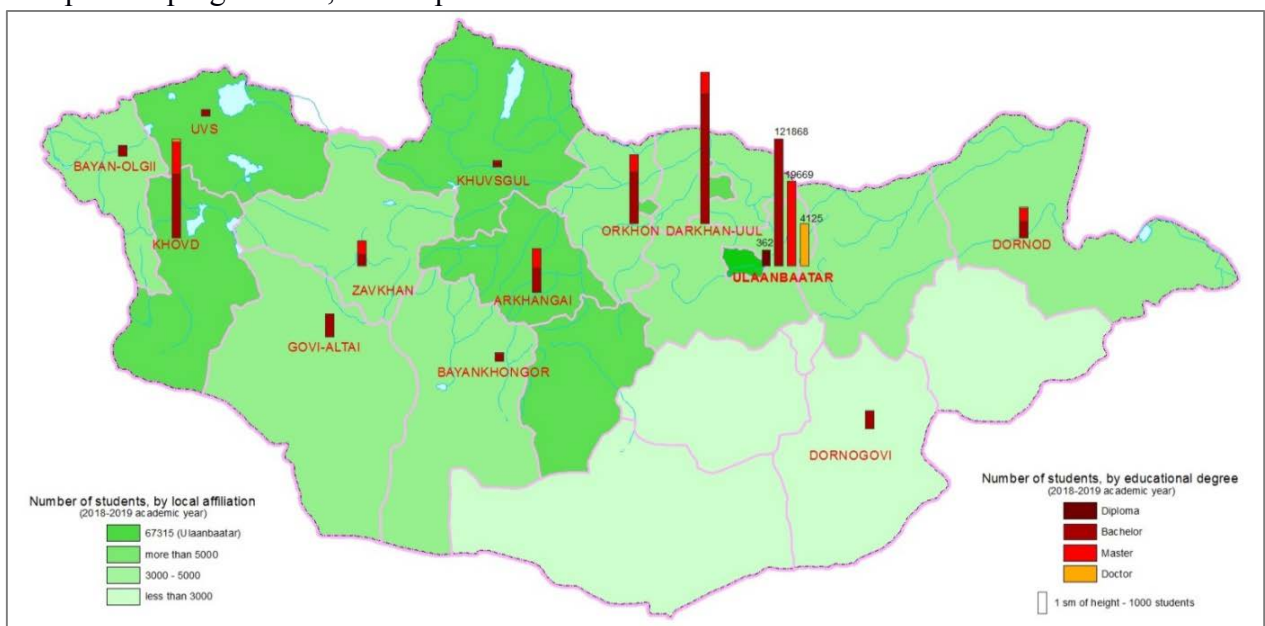 UVS
BAYAN-OLGII
KHOVD
KHUVSGUL
ZAVKHAN
ARKHANGAI
GOVI-ALTAI
BAYANKHONGOR
ORKHON
DARKHAN-UUL
121868
19669
4125
362
ULAANBAATAR
DORNOD
DORNOGOVI
Number of students, by local affiliation
(2018-2019 academic year)
67315 (Ulaanbaatar)
more than 5000
3000 - 5000
less than 3000
Number of students, by educational degree
(2018-2019 academic year)
Diploma
Bachelor
Master
Doctor
1 sm of height - 1000 students